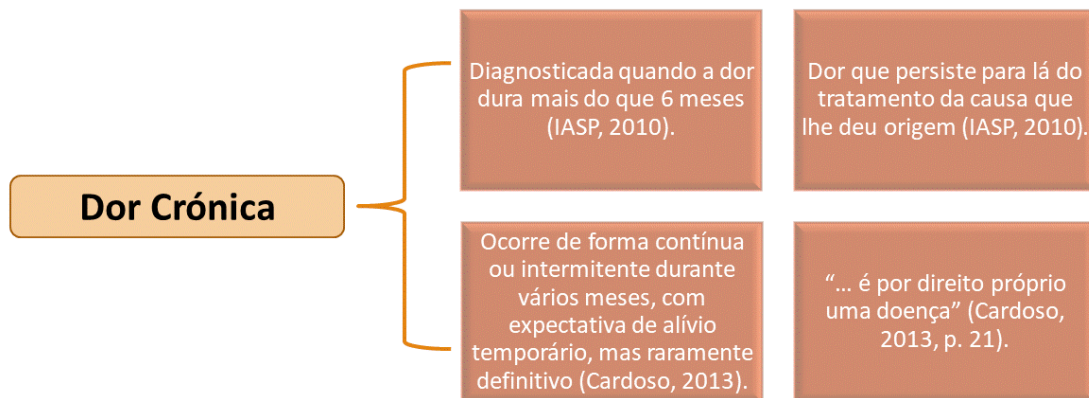 Dor Crónica
Diagnosticada quando a dor
dura mais do que 6 meses
(IASP, 2010).
Dor que persiste para lá do
tratamento da causa que
lhe deu origem (IASP, 2010).
Ocorre de forma contínua
ou intermitente durante
vários meses, com
expectativa de alívio
temporário, mas raramente
definitivo (Cardoso, 2013).
“… é por direito próprio
uma doença” (Cardoso,
2013, p. 21).